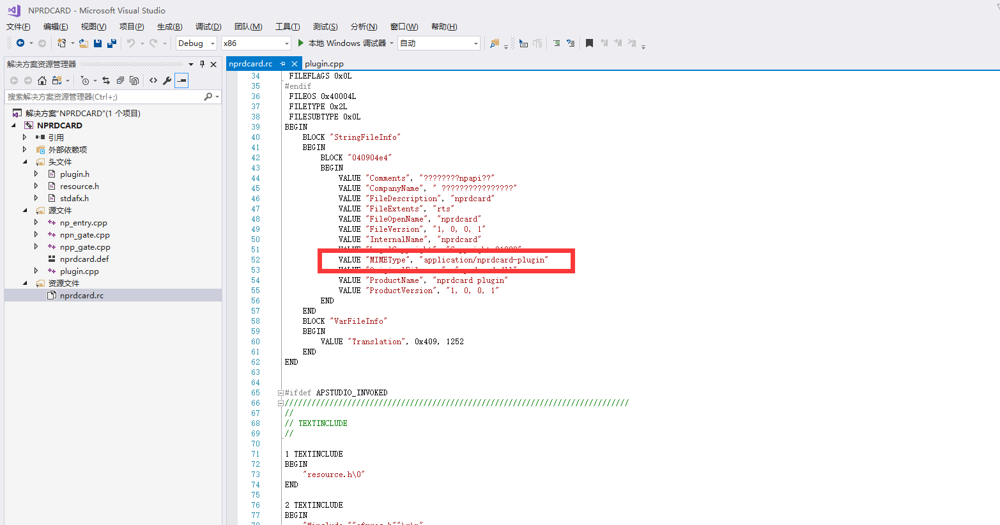 NPRDCARD - Microsoft Visual Studio
文件(F) 编辑(E) 视图(V) 项目(P) 生成(B) 调试(D) 团队(M) 工具(T) 测试(S) 分析(N) 窗口(W) 帮助(H)
Debug x86 本地 Windows 调试器 自动
解决方案资源管理器
搜索解决方案资源管理器(Ctrl+;)
解决方案"NPRDCARD"(1 个项目)
NPRDCARD
引用
外部依赖项
头文件
plugin.h
resource.h
stdafx.h
源文件
np_entry.cpp
npn_gate.cpp
npp_gate.cpp
nprdcard.def
plugin.cpp
资源文件
nprdcard.rc
nprdcard.rc plugin.cpp
34 FILEFLAGS 0x0L
35 #endif
36 FILEOS 0x40004L
37 FILETYPE 0x2L
38 FILESUBTYPE 0x0L
39 BEGIN
40 BLOCK "StringFileInfo"
41 BEGIN
42 BLOCK "040904e4"
43 BEGIN
44 VALUE "Comments", "????????npapi??"
45 VALUE "CompanyName", " ????????????????"
46 VALUE "FileDescription", "nprdcard"
47 VALUE "FileExtents", "rts"
48 VALUE "FileOpenName", "nprdcard"
49 VALUE "FileVersion", "1, 0, 0, 1"
50 VALUE "InternalName", "nprdcard"
51
52 VALUE "MIMEType", "application/nprdcard-plugin"
53
54 VALUE "ProductName", "nprdcard plugin"
55 VALUE "ProductVersion", "1, 0, 0, 1"
56 END
57 END
58 BLOCK "VarFileInfo"
59 BEGIN
60 VALUE "Translation", 0x409, 1252
61 END
62 END
63
64
65 #ifdef APSTUDIO_INVOKED
66 /////////////////////////////////////////////////////////////////////////////
67 //
68 // TEXTINCLUDE
69 //
70
71 1 TEXTINCLUDE
72 BEGIN
73 "resource.h\0"
74 END
75
76 2 TEXTINCLUDE
77 BEGIN